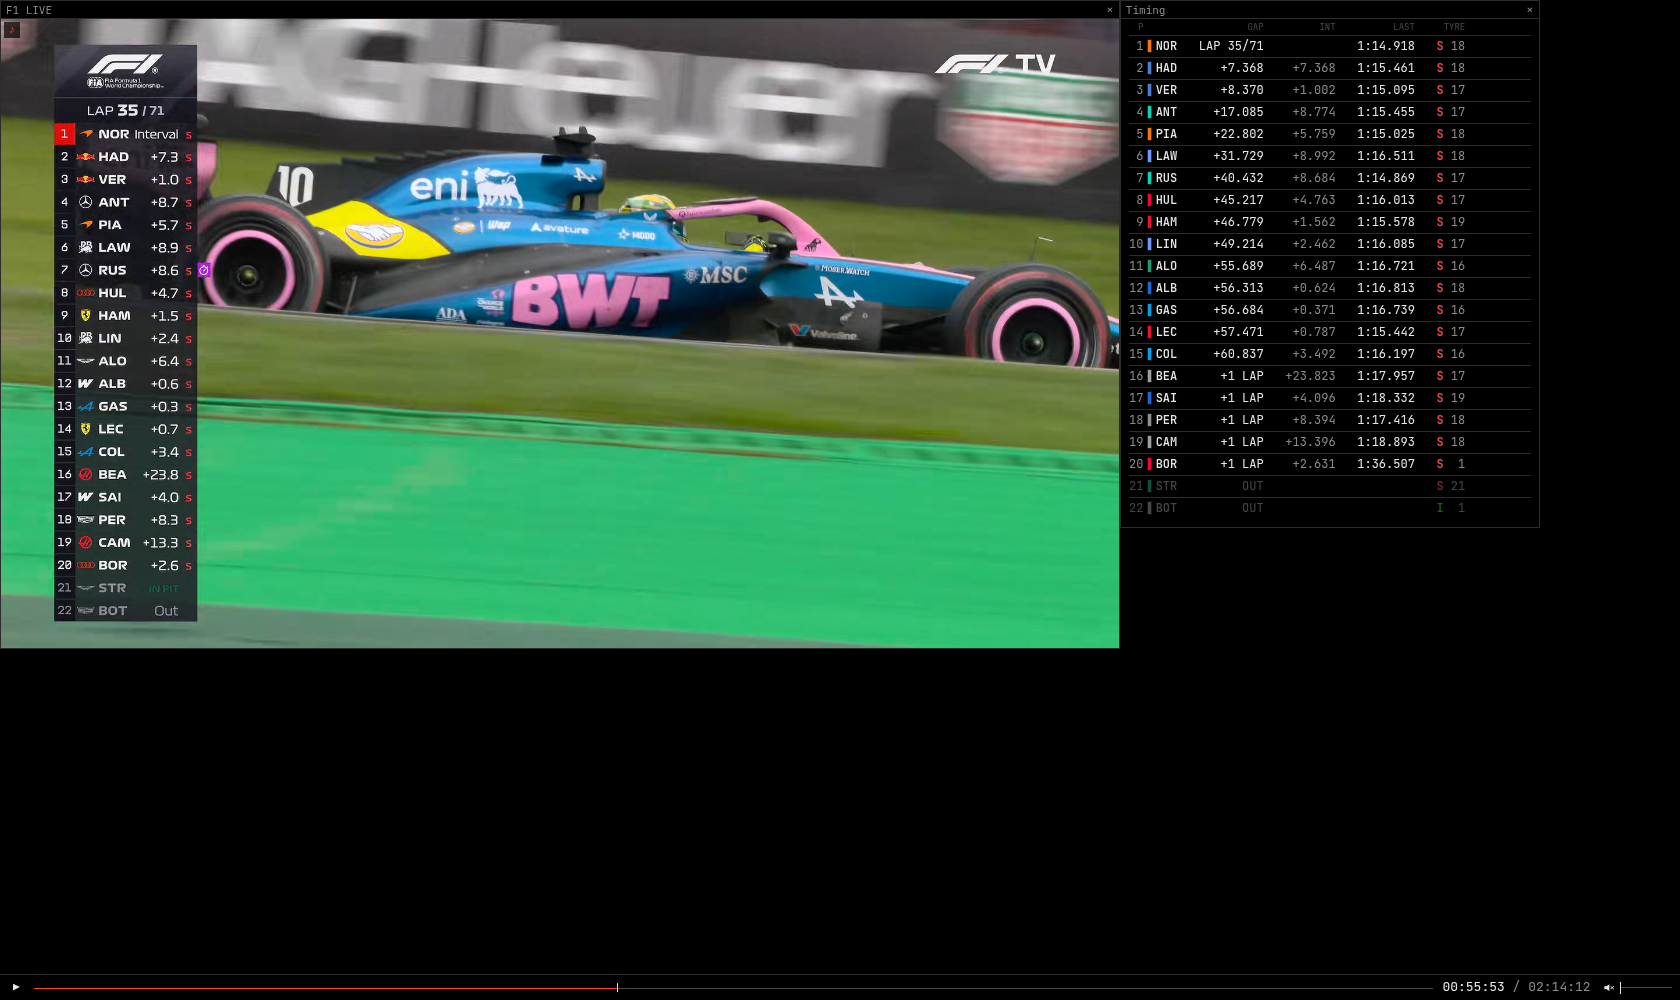 F1 LIVE ×
FIA Formula 1
World Championship
LAP 35 / 71
1 NOR Interval S
2 HAD +7.3 S
3 VER +1.0 S
4 ANT +8.7 S
5 PIA +5.7 S
6 LAW +8.9 S
7 RUS +8.6 S
8 HUL +4.7 S
9 HAM +1.5 S
10 LIN +2.4 S
11 ALO +6.4 S
12 ALB +0.6 S
13 GAS +0.3 S
14 LEC +0.7 S
15 COL +3.4 S
16 BEA +23.8 S
17 SAI +4.0 S
18 PER +8.3 S
19 CAM +13.3 S
20 BOR +2.6 S
21 STR IN PIT
22 BOT Out
F1 TV
10
eni
Wap
avature
MODO
MSC
MOSER WATCH
BWT
ADA
Valvoline
Timing ×
P GAP INT LAST TYRE
1 NOR LAP 35/71 1:14.918 S 18
2 HAD +7.368 +7.368 1:15.461 S 18
3 VER +8.370 +1.002 1:15.095 S 17
4 ANT +17.085 +8.774 1:15.455 S 17
5 PIA +22.802 +5.759 1:15.025 S 18
6 LAW +31.729 +8.992 1:16.511 S 18
7 RUS +40.432 +8.684 1:14.869 S 17
8 HUL +45.217 +4.763 1:16.013 S 17
9 HAM +46.779 +1.562 1:15.578 S 19
10 LIN +49.214 +2.462 1:16.085 S 17
11 ALO +55.689 +6.487 1:16.721 S 16
12 ALB +56.313 +0.624 1:16.813 S 18
13 GAS +56.684 +0.371 1:16.739 S 16
14 LEC +57.471 +0.787 1:15.442 S 17
15 COL +60.837 +3.492 1:16.197 S 16
16 BEA +1 LAP +23.823 1:17.957 S 17
17 SAI +1 LAP +4.096 1:18.332 S 19
18 PER +1 LAP +8.394 1:17.416 S 18
19 CAM +1 LAP +13.396 1:18.893 S 18
20 BOR +1 LAP +2.631 1:36.507 S 1
21 STR OUT S 21
22 BOT OUT I 1
00:55:53 / 02:14:12